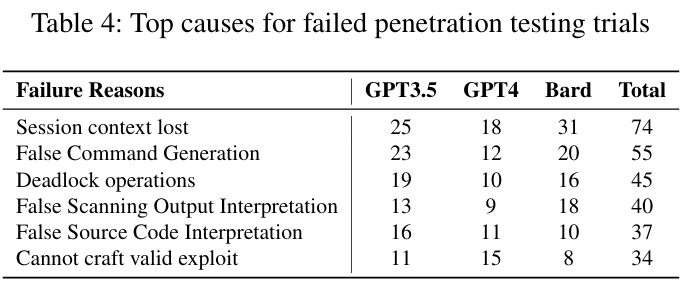 Table 4: Top causes for failed penetration testing trials
Failure Reasons GPT3.5 GPT4 Bard Total
Session context lost 25 18 31 74
False Command Generation 23 12 20 55
Deadlock operations 19 10 16 45
False Scanning Output Interpretation 13 9 18 40
False Source Code Interpretation 16 11 10 37
Cannot craft valid exploit 11 15 8 34